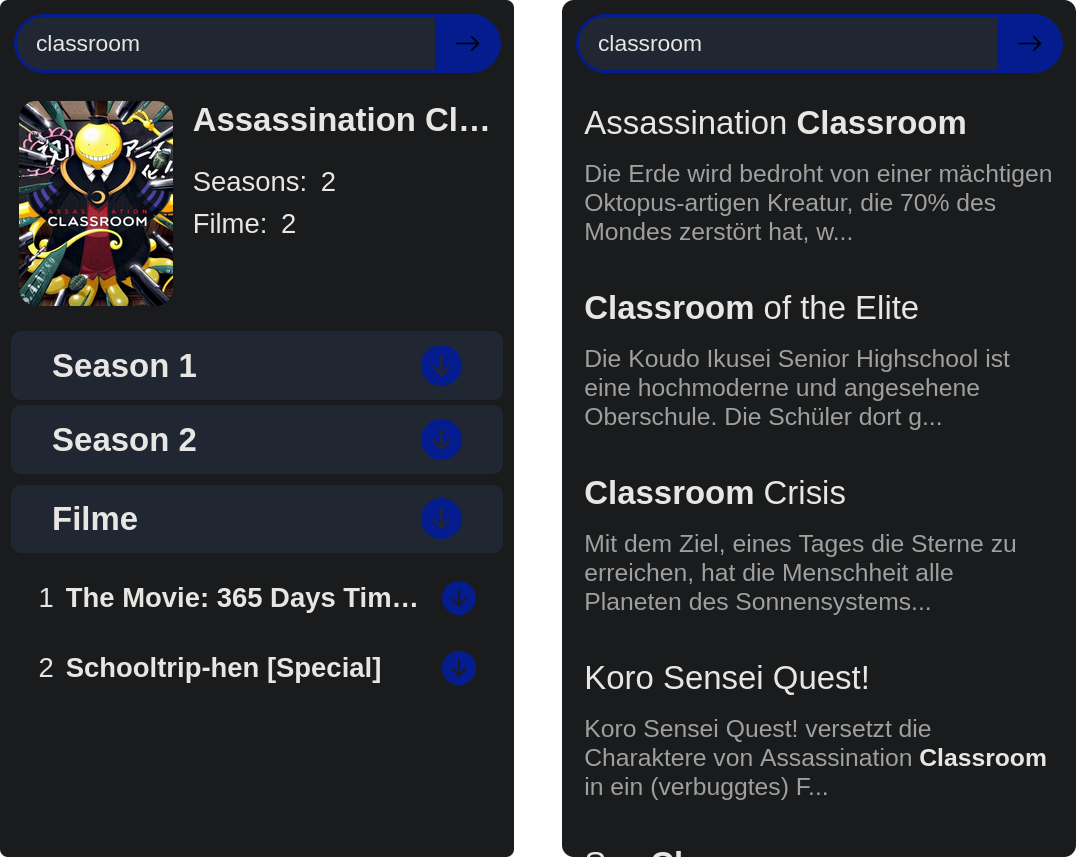 classroom
ASSASSINATION
CLASSROOM
アニメ
Assassination Cl...
Seasons: 2
Filme: 2
Season 1
Season 2
Filme
1 The Movie: 365 Days Tim...
2 Schooltrip-hen [Special]
classroom
Assassination Classroom
Die Erde wird bedroht von einer mächtigen
Oktopus-artigen Kreatur, die 70% des
Mondes zerstört hat, w...
Classroom of the Elite
Die Koudo Ikusei Senior Highschool ist
eine hochmoderne und angesehene
Oberschule. Die Schüler dort g...
Classroom Crisis
Mit dem Ziel, eines Tages die Sterne zu
erreichen, hat die Menschheit alle
Planeten des Sonnensystems...
Koro Sensei Quest!
Koro Sensei Quest! versetzt die
Charaktere von Assassination Classroom
in ein (verbuggtes) F...